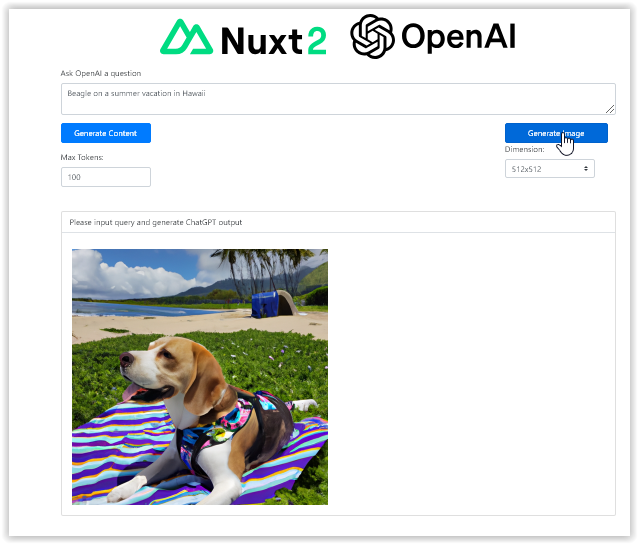 Nuxt2 OpenAI
Ask OpenAI a question
Beagle on a summer vacation in Hawaii
Generate Content Generate Image
Max Tokens: Dimension:
100 512x512
Please input query and generate ChatGPT output